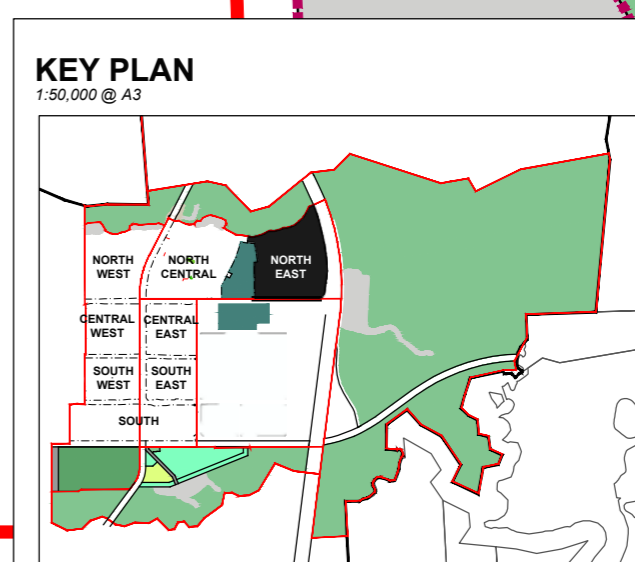 KEY PLAN
1:50,000 @ A3
NORTH
WEST
NORTH
CENTRAL
NORTH
EAST
CENTRAL
WEST
CENTRAL
EAST
SOUTH
WEST
SOUTH
EAST
SOUTH